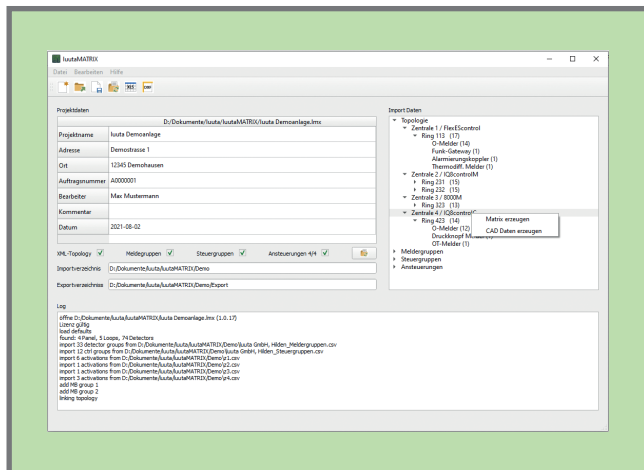 luutaMATRIX
Datei Bearbeiten Hilfe
XLS CSV
Projektdaten
D:/Dokumente/luuta/luutaMATRIX/luuta Demoanlage.lmx
Projektname luuta Demoanlage
Adresse Demostrasse 1
Ort 12345 Demohausen
Auftragsnummer A0000001
Bearbeiter Max Mustermann
Kommentar
Datum 2021-08-02
XML-Topology Meldegruppen Steuergruppen Ansteuerungen 4/4
Importverzeichnis D:/Dokumente/luuta/luutaMATRIX/Demo
Exportverzeichniss D:/Dokumente/luuta/luutaMATRIX/Demo/Export
Import Daten
Topologie
Zentrale 1 / FlexEScontrol
Ring 113 (17)
O-Melder (14)
Funk-Gateway (1)
Alarmierungskoppler (1)
Thermodiff. Melder (1)
Zentrale 2 / IQ8controlM
Ring 231 (15)
Ring 232 (15)
Zentrale 3 / 8000M
Ring 323 (13)
Zentrale 4 / IQ8controlC
Ring 423 (14)
O-Melder (12)
Druckknopf
OT-Melder (1)
Meldergruppen
Steuergruppen
Ansteuerungen
Matrix erzeugen
CAD Daten erzeugen
Log
öffne D:/Dokumente/luuta/luutaMATRIX/luuta Demoanlage.lmx (1.0.17)
Lizenz gültig
load defaults
found: 4 Panel, 5 Loops, 74 Detectors
import 33 detector groups from D:/Dokumente/luuta/luutaMATRIX/Demo\luuta GmbH, Hilden_Meldergruppen.csv
import 12 ctrl groups from D:/Dokumente/luuta/luutaMATRIX/Demo\luuta GmbH, Hilden_Steuergruppen.csv
import 6 activations from D:/Dokumente/luuta/luutaMATRIX/Demo\z1.csv
import 1 activations from D:/Dokumente/luuta/luutaMATRIX/Demo\z2.csv
import 1 activations from D:/Dokumente/luuta/luutaMATRIX/Demo\z3.csv
import 3 activations from D:/Dokumente/luuta/luutaMATRIX/Demo\z4.csv
add MB group 1
add MB group 2
linking topology